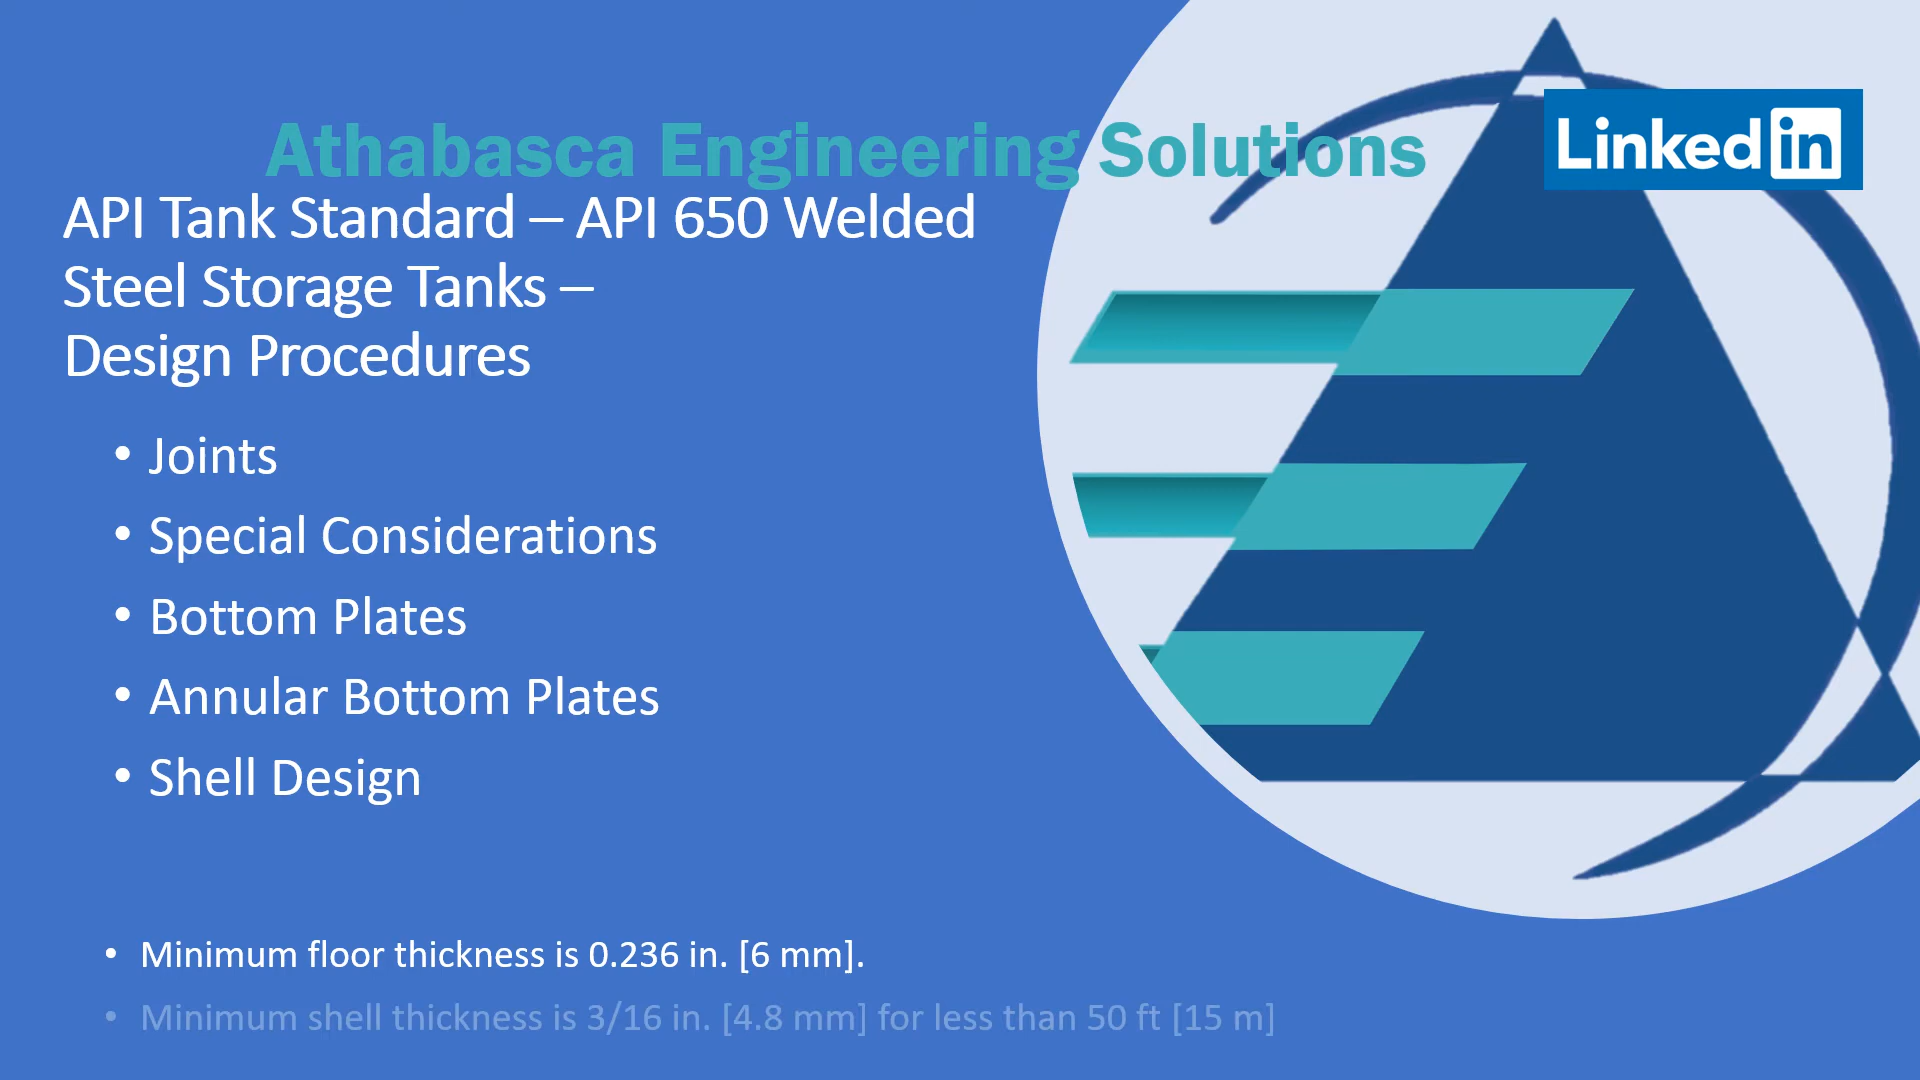 Athabasca Engineering Solutions
Linked in
API Tank Standard – API 650 Welded
Steel Storage Tanks –
Design Procedures
• Joints
• Special Considerations
• Bottom Plates
• Annular Bottom Plates
• Shell Design
• Minimum floor thickness is 0.236 in. [6 mm].
• Minimum shell thickness is 3/16 in. [4.8 mm] for less than 50 ft [15 m]